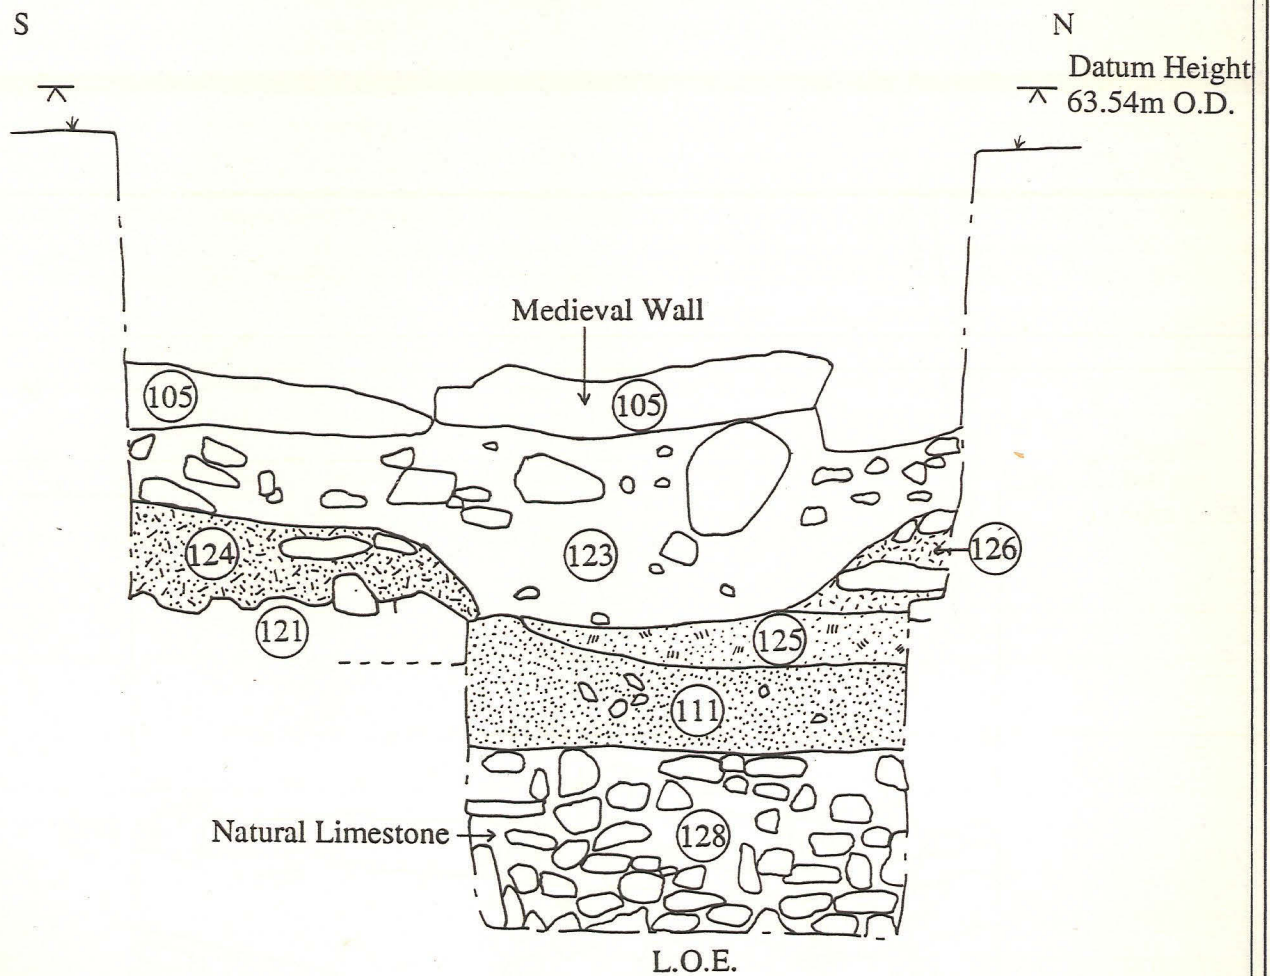 S
N
Datum Height
63.54m O.D.
Medieval Wall
105
105
124
123
126
121
125
111
Natural Limestone
128
L.O.E.